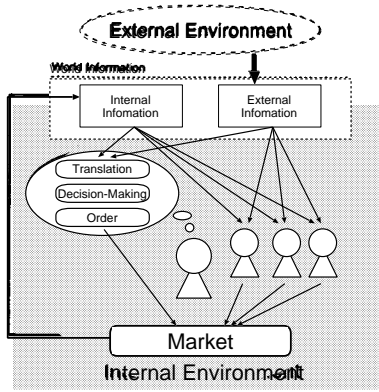 External Environment
World Information
Internal
Infomation
External
Infomation
Translation
Decision-Making
Order
Market
Internal Environment